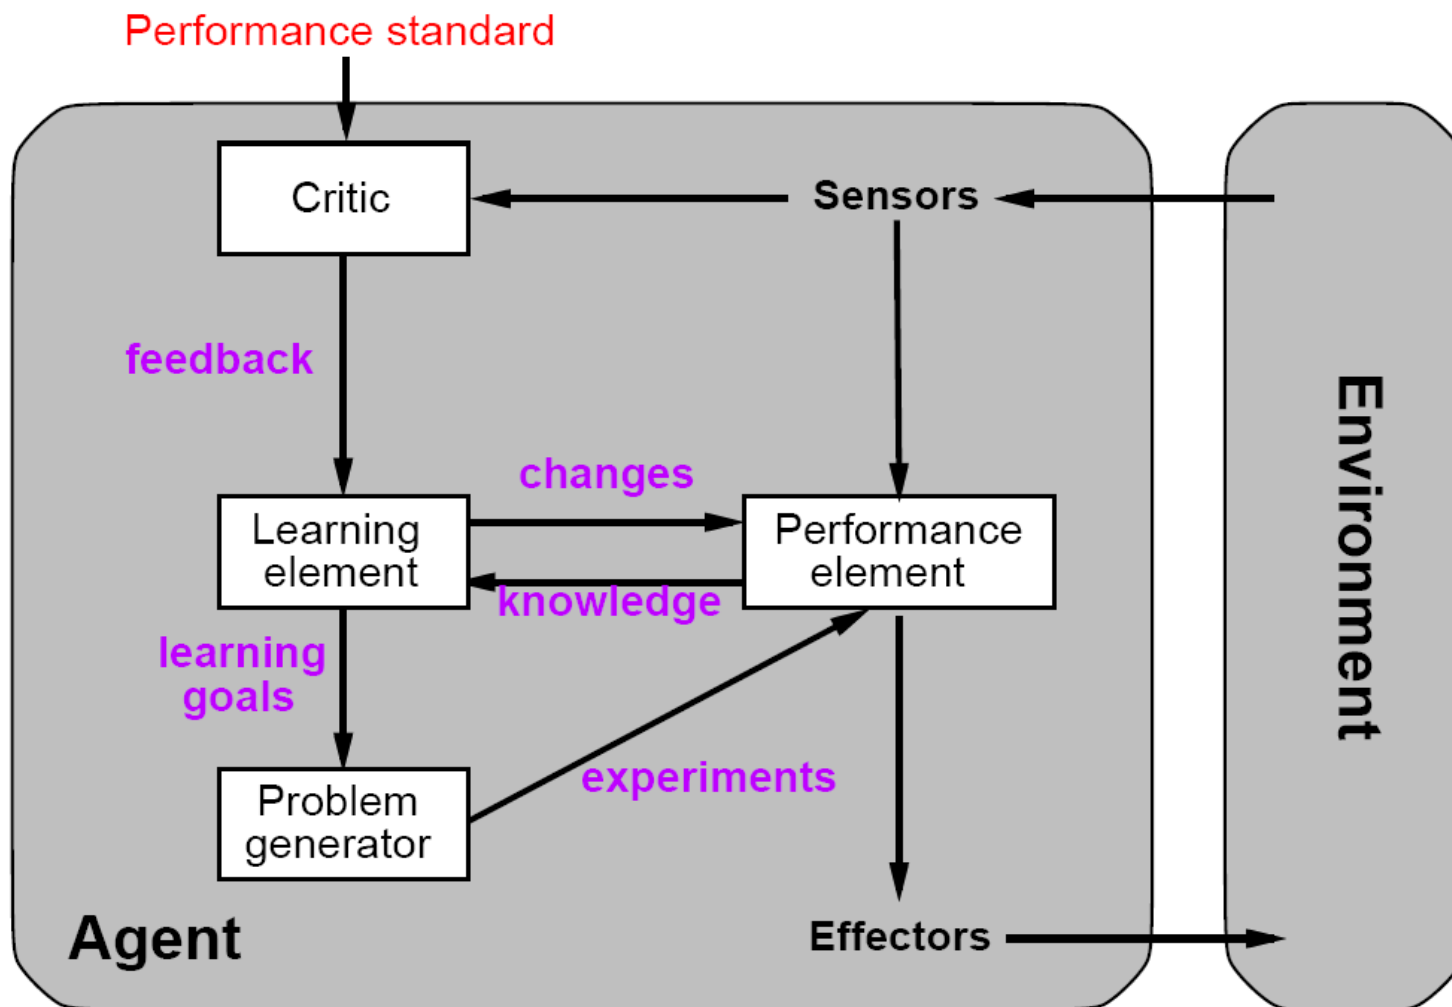 Performance standard
Critic
Sensors
feedback
changes
Learning
element
Performance
element
knowledge
learning
goals
experiments
Problem
generator
Agent
Effectors
Environment